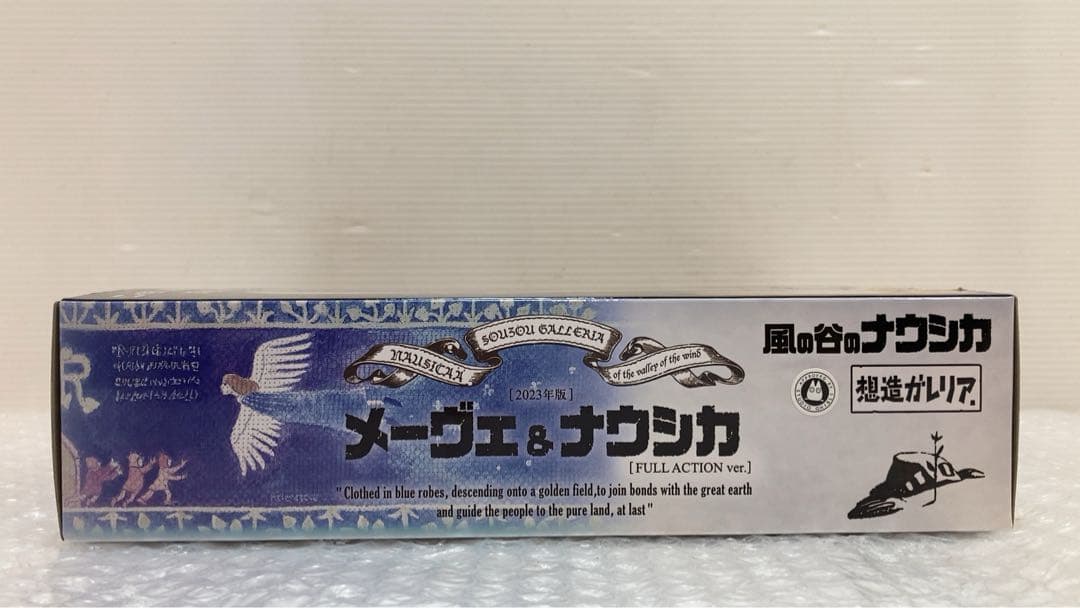 SOUZOU GALLERIA
NAUSICAÄ
of the valley of the wind
[2023年版]
メーヴェ&ナウシカ
[FULL ACTION ver.]
"Clothed in blue robes, descending onto a golden field,to join bonds with the great earth
and guide the people to the pure land, at last"
風の谷のナウシカ
想造ガレリア.